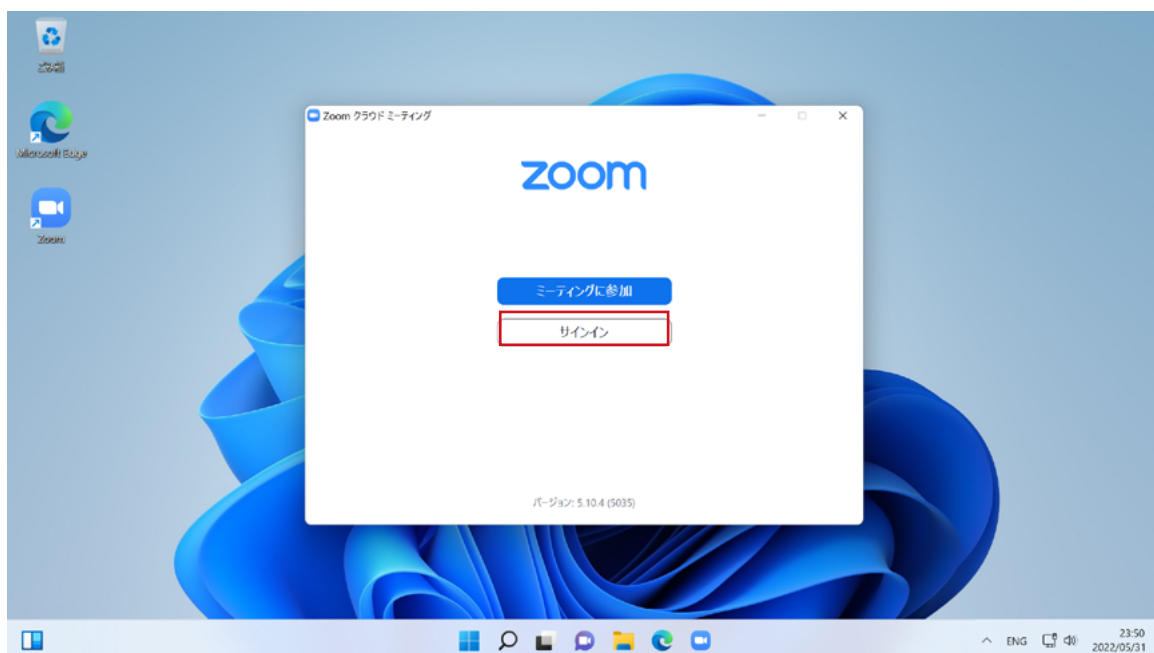 ごみ箱
Microsoft Edge
Zoom
Zoom クラウド ミーティング
zoom
ミーティングに参加
サインイン
バージョン: 5.10.4 (5035)
ENG
23:50
2022/05/31